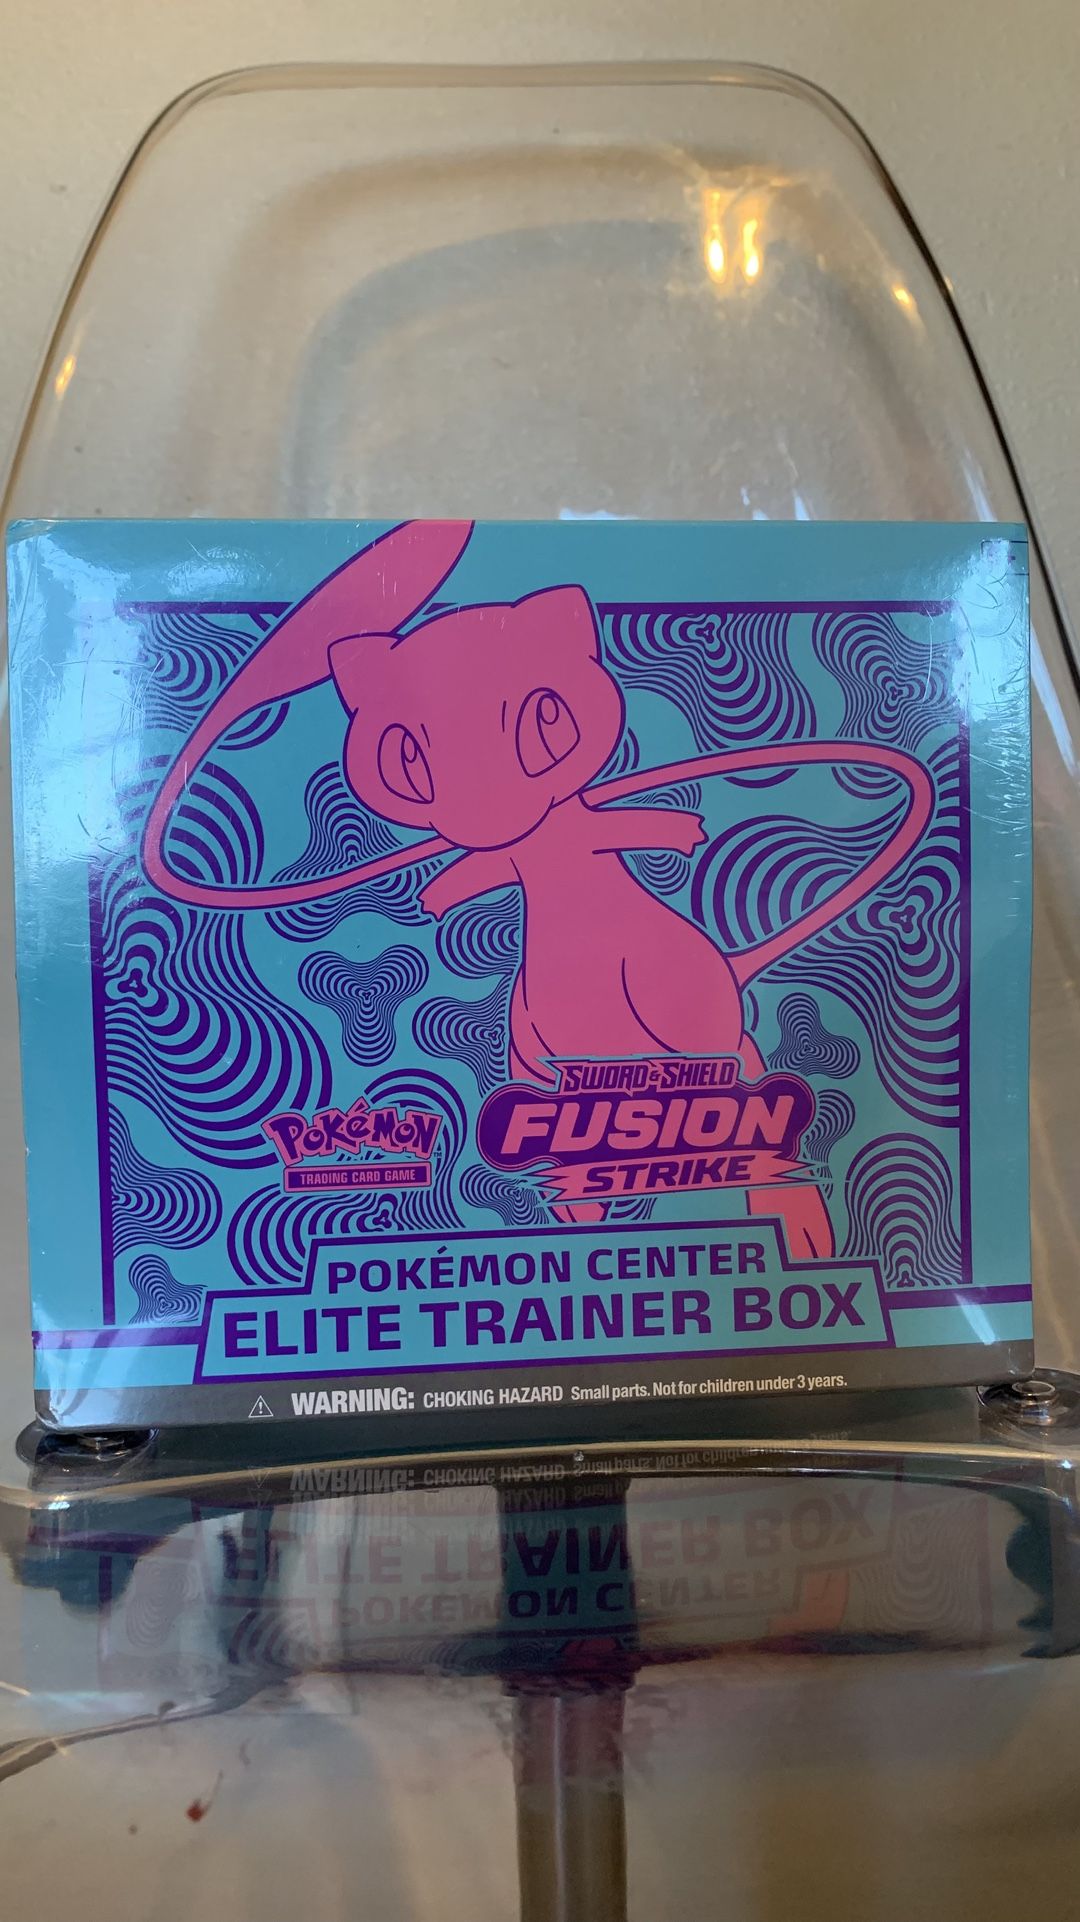 SWORD & SHIELD
FUSION
STRIKE
POKÉMON
TRADING CARD GAME
POKÉMON CENTER
ELITE TRAINER BOX
WARNING: CHOKING HAZARD Small parts. Not for children under 3 years.